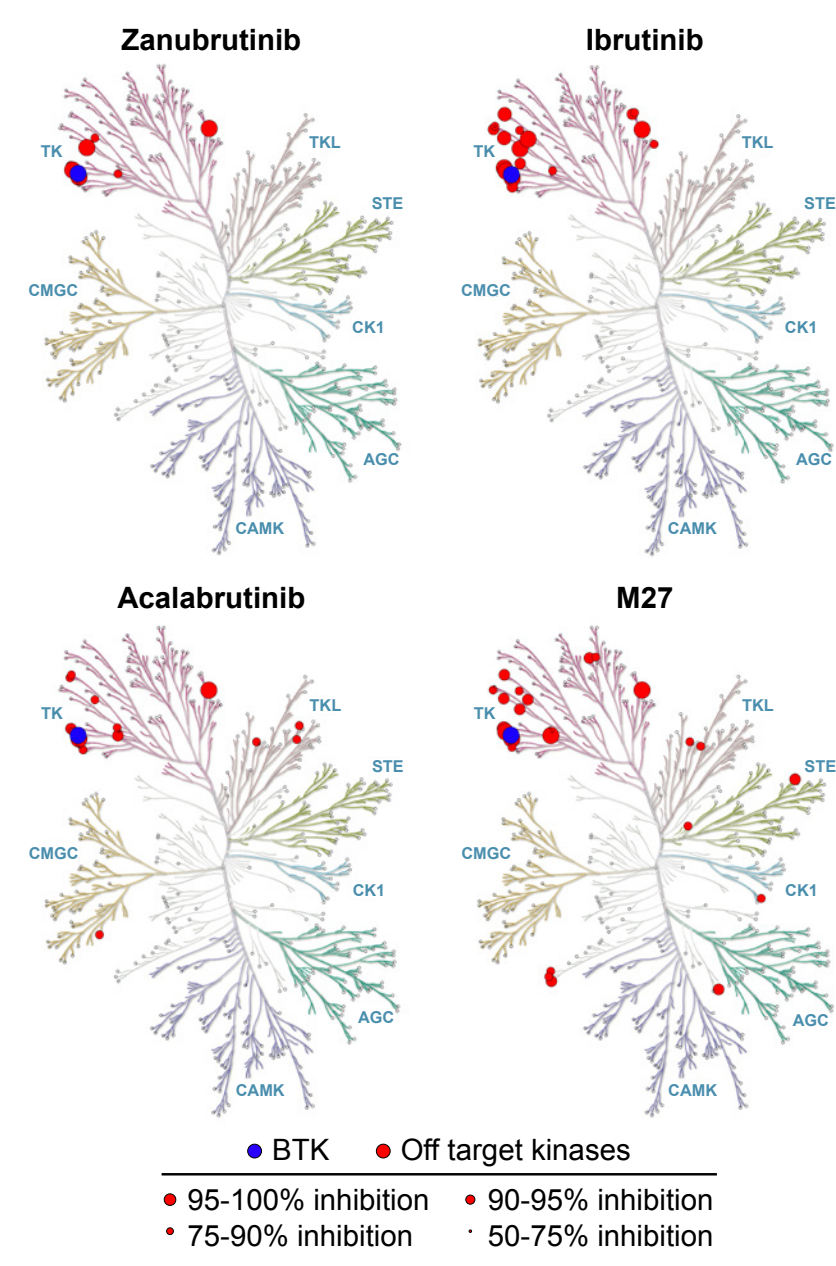 Zanubrutinib
Ibrutinib
TK
TKL
STE
CMGC
CK1
AGC
CAMK
TK
TKL
STE
CMGC
CK1
AGC
CAMK
Acalabrutinib
M27
TK
TKL
STE
CMGC
CK1
AGC
CAMK
TK
TKL
STE
CMGC
CK1
AGC
CAMK
BTK
Off target kinases
95-100% inhibition
90-95% inhibition
75-90% inhibition
50-75% inhibition